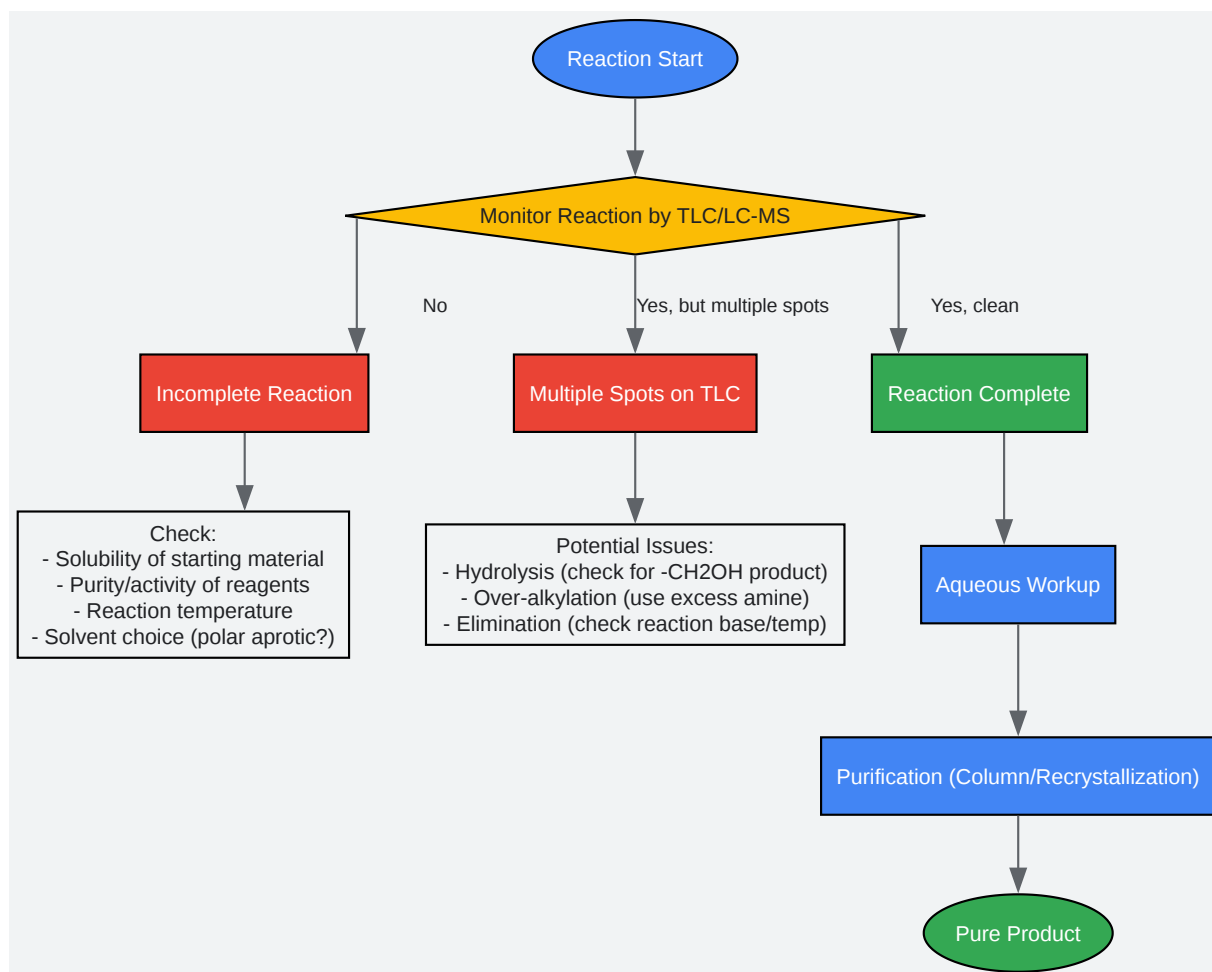 Reaction Start
Monitor Reaction by TLC/LC-MS
No
Yes, but multiple spots
Yes, clean
Incomplete Reaction
Multiple Spots on TLC
Reaction Complete
Check:
- Solubility of starting material
- Purity/activity of reagents
- Reaction temperature
- Solvent choice (polar aprotic?)
Potential Issues:
- Hydrolysis (check for -CH2OH product)
- Over-alkylation (use excess amine)
- Elimination (check reaction base/temp)
Aqueous Workup
Purification (Column/Recrystallization)
Pure Product